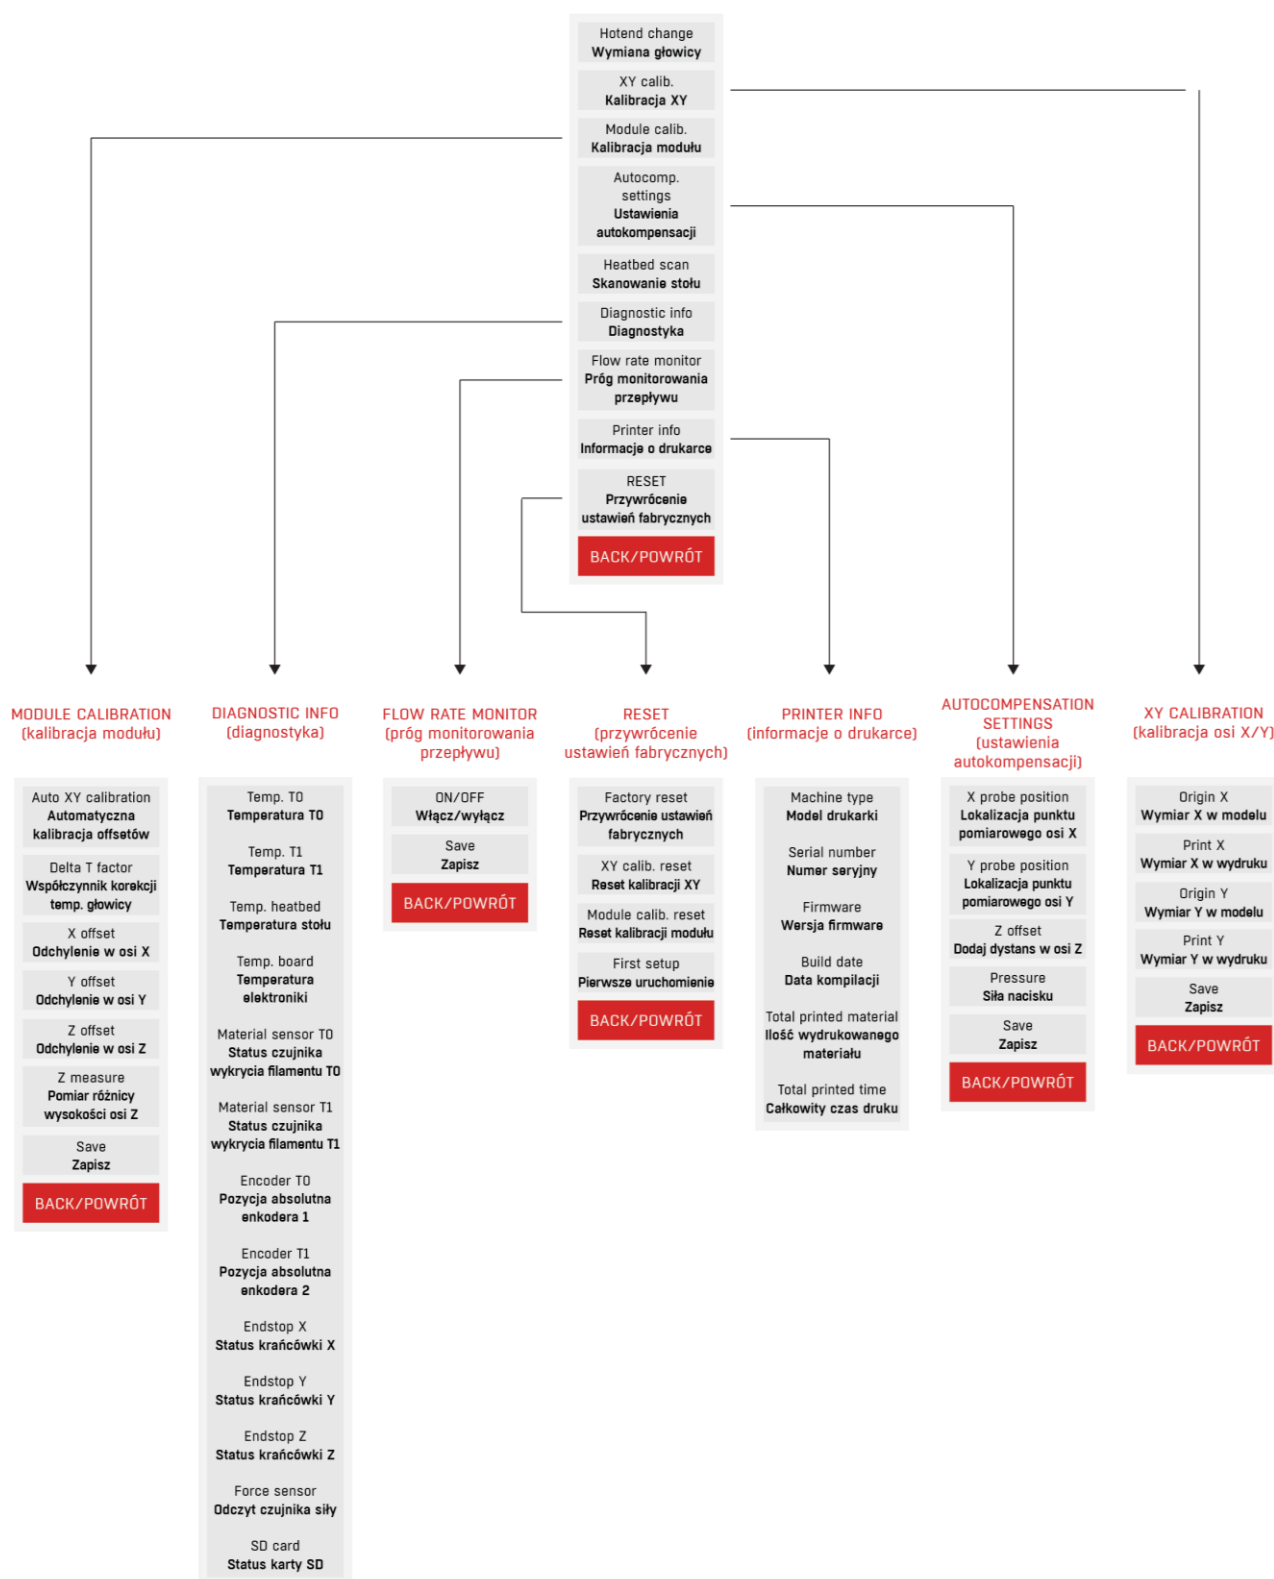 Hotend change
Wymiana głowicy
XY calib.
Kalibracja XY
Module calib.
Kalibracja modułu
Autocomp.
settings
Ustawienia
autokompensacji
Heatbed scan
Skanowanie stołu
Diagnostic info
Diagnostyka
Flow rate monitor
Próg monitorowania
przepływu
Printer info
Informacje o drukarce
RESET
Przywrócenie
ustawień fabrycznych
BACK/POWRÓT
MODULE CALIBRATION
(kalibracja modułu)
Auto XY calibration
Automatyczna
kalibracja offsetów
Delta T factor
Współczynnik korekcji
temp. głowicy
X offset
Odchylenie w osi X
Y offset
Odchylenie w osi Y
Z offset
Odchylenie w osi Z
Z measure
Pomiar różnicy
wysokości osi Z
Save
Zapisz
BACK/POWRÓT
DIAGNOSTIC INFO
(diagnostyka)
Temp. T0
Temperatura T0
Temp. T1
Temperatura T1
Temp. heatbed
Temperatura stołu
Temp. board
Temperatura
elektroniki
Material sensor T0
Status czujnika
wykrycia filamentu T0
Material sensor T1
Status czujnika
wykrycia filamentu T1
Encoder T0
Pozycja absolutna
enkodera 1
Encoder T1
Pozycja absolutna
enkodera 2
Endstop X
Status krańcówki X
Endstop Y
Status krańcówki Y
Endstop Z
Status krańcówki Z
Force sensor
Odczyt czujnika siły
SD card
Status karty SD
FLOW RATE MONITOR
(próg monitorowania
przepływu)
ON/OFF
Włącz/wyłącz
Save
Zapisz
BACK/POWRÓT
RESET
(przywrócenie
ustawień fabrycznych)
Factory reset
Przywrócenie ustawień
fabrycznych
XY calib. reset
Reset kalibracji XY
Module calib. reset
Reset kalibracji modułu
First setup
Pierwsze uruchomienie
BACK/POWRÓT
PRINTER INFO
(informacje o drukarce)
Machine type
Model drukarki
Serial number
Numer seryjny
Firmware
Wersja firmware
Build date
Data kompilacji
Total printed material
Ilość wydrukowanego
materiału
Total printed time
Całkowity czas druku
AUTOCOMPENSATION
SETTINGS
(ustawienia
autokompensacji)
X probe position
Lokalizacja punktu
pomiarowego osi X
Y probe position
Lokalizacja punktu
pomiarowego osi Y
Z offset
Dodaj dystans w osi Z
Pressure
Siła nacisku
Save
Zapisz
BACK/POWRÓT
XY CALIBRATION
(kalibracja osi X/Y)
Origin X
Wymiar X w modelu
Print X
Wymiar X w wydruku
Origin Y
Wymiar Y w modelu
Print Y
Wymiar Y w wydruku
Save
Zapisz
BACK/POWRÓT